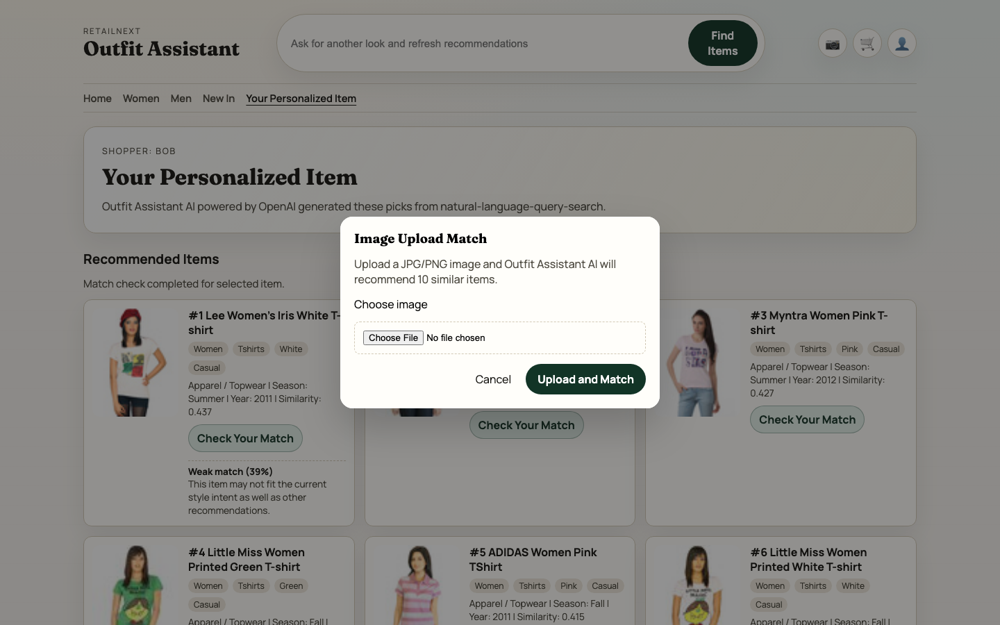 RETAILNEXT
Outfit Assistant
Ask for another look and refresh recommendations
Find
Items
Home Women Men New In Your Personalized Item
SHOPPER: BOB
Your Personalized Item
Outfit Assistant AI powered by OpenAI generated these picks from natural-language-query-search.
Recommended Items
Match check completed for selected item.
Image Upload Match
Upload a JPG/PNG image and Outfit Assistant AI will
recommend 10 similar items.
Choose image
Choose File No file chosen
Cancel Upload and Match
#1 Lee Women's Iris White T-
shirt
Women Tshirts White
Casual
Apparel / Topwear | Season:
Summer | Year: 2011 | Similarity:
0.437
Check Your Match
Weak match (39%)
This item may not fit the current
style intent as well as other
recommendations.
Check Your Match
#3 Myntra Women Pink T-
shirt
Women Tshirts Pink Casual
Apparel / Topwear | Season:
Summer | Year: 2012 | Similarity:
0.427
Check Your Match
#4 Little Miss Women
Printed Green T-shirt
Women Tshirts Green
Casual
Apparel / Topwear | Season: Fall |
#5 ADIDAS Women Pink
TShirt
Women Tshirts Pink Casual
Apparel / Topwear | Season: Fall |
Year: 2011 | Similarity: 0.415
#6 Little Miss Women
Printed White T-shirt
Women Tshirts White
Casual
Apparel / Topwear | Season: Fall |